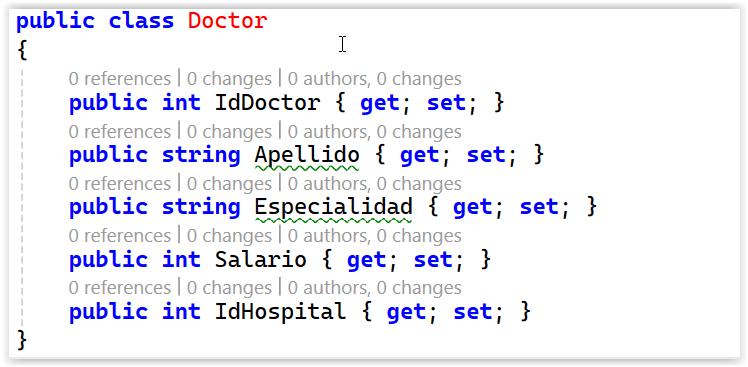 public class Doctor
{
0 references | 0 changes | 0 authors, 0 changes
public int IdDoctor { get; set; }
0 references | 0 changes | 0 authors, 0 changes
public string Apellido { get; set; }
0 references | 0 changes | 0 authors, 0 changes
public string Especialidad { get; set; }
0 references | 0 changes | 0 authors, 0 changes
public int Salario { get; set; }
0 references | 0 changes | 0 authors, 0 changes
public int IdHospital { get; set; }
}